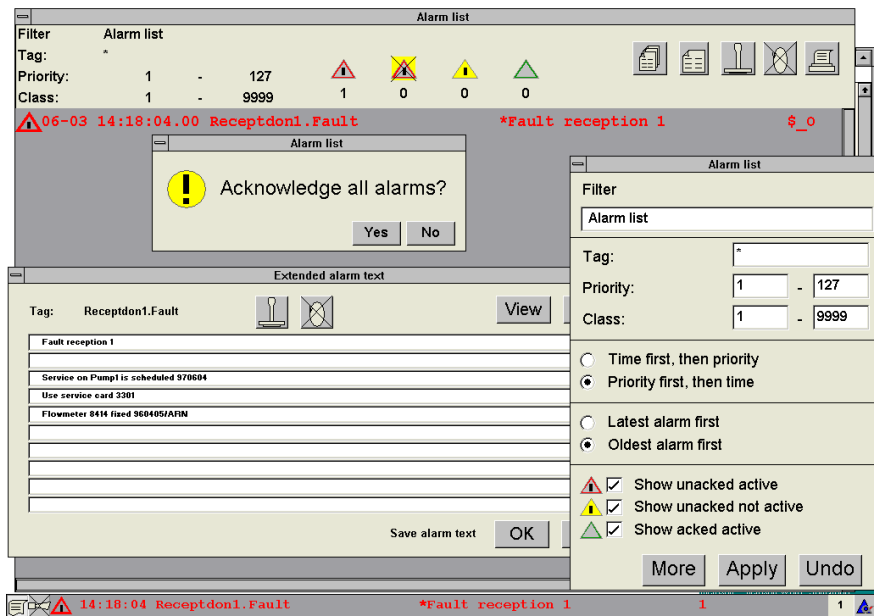 Alarm list
Filter Alarm list
Tag: *
Priority: 1 - 127
Class: 1 - 9999 1 0 0 0
06-03 14:18:04.00 Receptdon1.Fault *Fault reception 1 $_O
Alarm list
Acknowledge all alarms?
Yes No
Alarm list
Filter
Alarm list
Tag: *
Priority: 1 - 127
Class: 1 - 9999
Time first, then priority
Priority first, then time
Latest alarm first
Oldest alarm first
Show unacked active
Show unacked not active
Show acked active
More Apply Undo
Extended alarm text
Tag: Receptdon1.Fault View
Fault reception 1
Service on Pump1 is scheduled 970604
Use service card 3301
Flowmeter 8414 fixed 960405/ARN
Save alarm text OK
14:18:04 Receptdon1.Fault *Fault reception 1 1 1